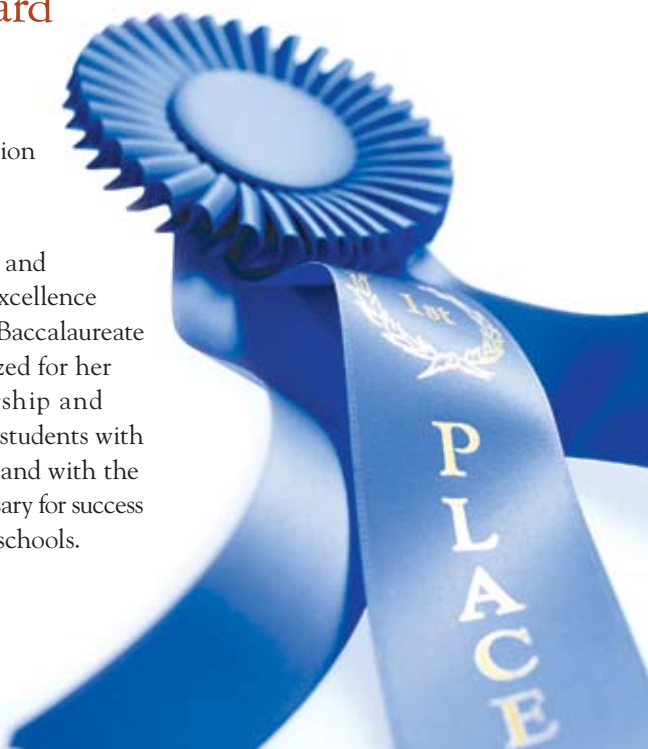 ard
ion
and
xcellence
Baccalaureate
zed for her
ship and
students with
and with the
ary for success
schools.
1st
PLACE